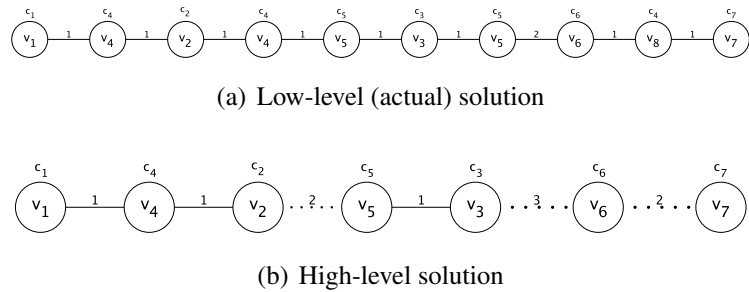 c1 c4 c2 c4 c5 c3 c5 c6 c4 c7
v1 1 v4 1 v2 1 v4 1 v5 1 v3 1 v5 2 v6 1 v8 1 v7
(a) Low-level (actual) solution
c1 c4 c2 c5 c3 c6 c7
v1 1 v4 1 v2 2 v5 1 v3 3 v6 2 v7
(b) High-level solution